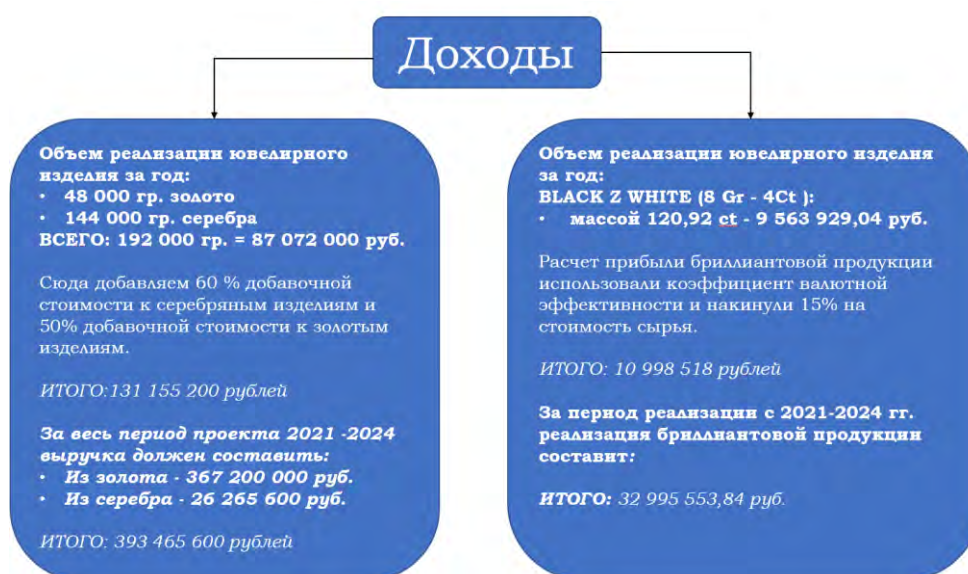 Доходы
Объем реализации ювелирного
изделия за год:
• 48 000 гр. золото
• 144 000 гр. серебра
ВСЕГО: 192 000 гр. = 87 072 000 руб.
Сюда добавляем 60 % добавочной
стоимости к серебряным изделиям и
50% добавочной стоимости к золотым
изделиям.
ИТОГО:131 155 200 рублей
За весь период проекта 2021 -2024
выручка должен составить:
• Из золота - 367 200 000 руб.
• Из серебра - 26 265 600 руб.
ИТОГО: 393 465 600 рублей
Объем реализации ювелирного изделия
за год:
BLACK Z WHITE (8 Gr - 4Ct ):
• массой 120,92 ct - 9 563 929,04 руб.
Расчет прибыли бриллиантовой продукции
использовали коэффициент валютной
эффективности и накинули 15% на
стоимость сырья.
ИТОГО: 10 998 518 рублей
За период реализации с 2021-2024 гг.
реализация бриллиантовой продукции
составит:
ИТОГО: 32 995 553,84 руб.